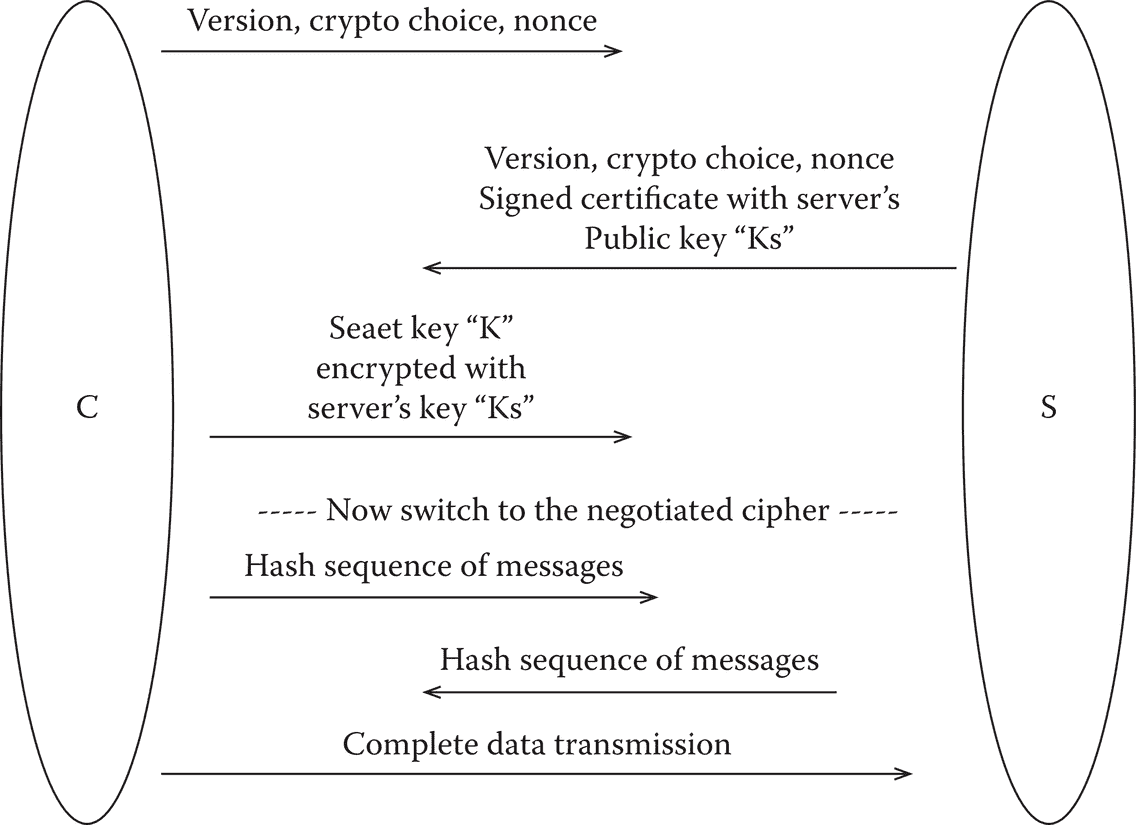 Version, crypto choice, nonce
Version, crypto choice, nonce
Signed certificate with server’s
Public key “Ks”
Seaet key “K”
encrypted with
server’s key “Ks”
C
S
----- Now switch to the negotiated cipher -----
Hash sequence of messages
Hash sequence of messages
Complete data transmission